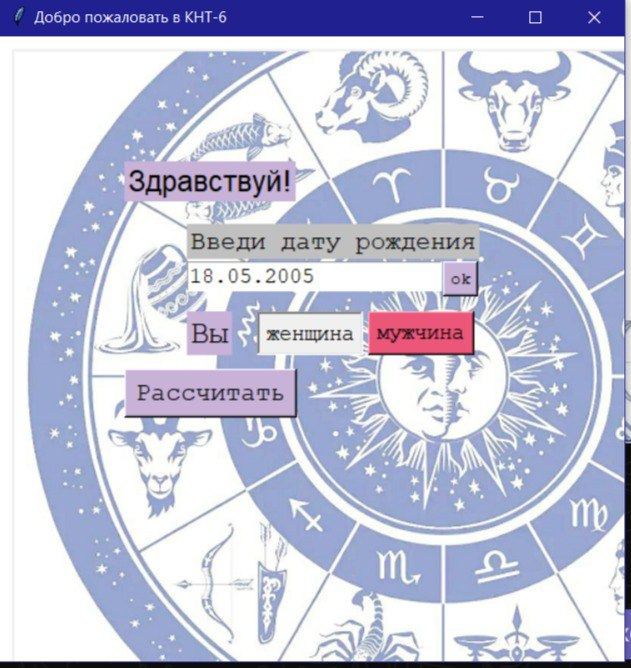 Добро пожаловать в КНТ-6
Здравствуй!
Введи дату рождения
18.05.2005 ok
Вы женщина мужчина
Рассчитать